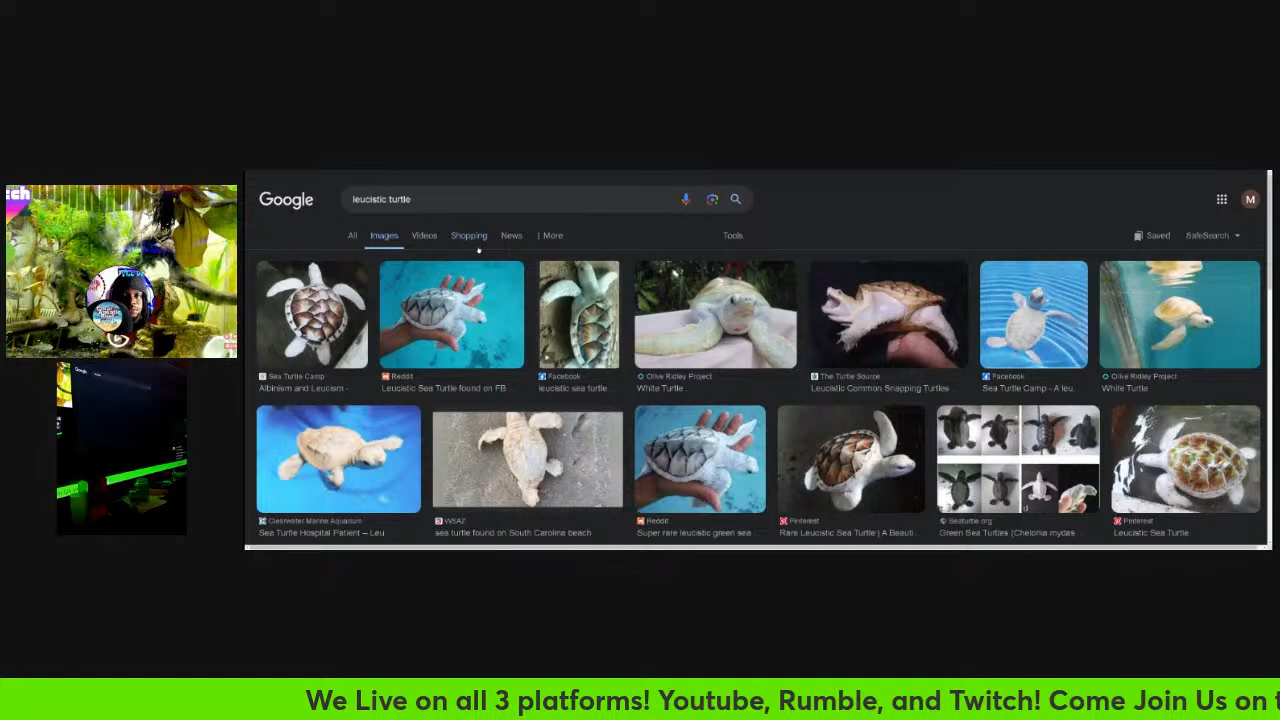 Google
leucistic turtle
M
All Images Videos Shopping News More
Tools
Saved SafeSearch
Sea Turtle Camp
Albinism and Leucism -
Reddit
Leucistic Sea Turtle found on FB ...
Facebook
leucistic sea turtle...
Olive Ridley Project
White Turtle
The Turtle Source
Leucistic Common Snapping Turtles ...
Facebook
Sea Turtle Camp - A leu...
Olive Ridley Project
White Turtle
Clearwater Marine Aquarium
Sea Turtle Hospital Patient – Leu
WSAZ
sea turtle found on South Carolina beach
Reddit
Super rare leucistic green sea ...
Pinterest
Rare Leucistic Sea Turtle | A Beauti...
Seaturtle.org
Green Sea Turtles (Chelonia mydas ...
Pinterest
Leucistic Sea Turtle
We Live on all 3 platforms! Youtube, Rumble, and Twitch! Come Join Us on t